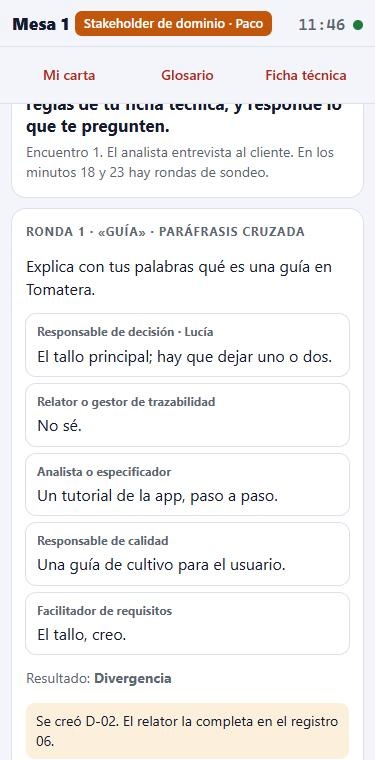 Mesa 1 Stakeholder de dominio · Paco 11:46
Mi carta Glosario Ficha técnica
reglas de tu ficha técnica, y responde lo
que te pregunten.
Encuentro 1. El analista entrevista al cliente. En los
minutos 18 y 23 hay rondas de sondeo.
RONDA 1 · «GUÍA» · PARÁFRASIS CRUZADA
Explica con tus palabras qué es una guía en
Tomatera.
Responsable de decisión · Lucía
El tallo principal; hay que dejar uno o dos.
Relator o gestor de trazabilidad
No sé.
Analista o especificador
Un tutorial de la app, paso a paso.
Responsable de calidad
Una guía de cultivo para el usuario.
Facilitador de requisitos
El tallo, creo.
Resultado: Divergencia
Se creó D-02. El relator la completa en el registro
06.